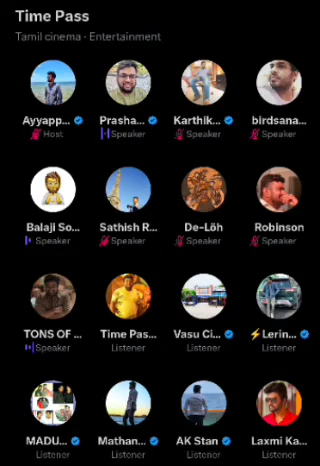 Time Pass
Tamil cinema · Entertainment
Ayyapp... Prasha... Karthik... birdsana...
Host Speaker Speaker Speaker
Balaji So... Sathish R... De-Löh Robinson
Speaker Speaker Speaker Speaker
TONS OF ... Time Pas... Vasu Ci... ⚡Lerin...
Speaker Listener Listener Listener
MADU... Mathan... AK Stan Laxmi Ka...
Listener Listener Listener Listener